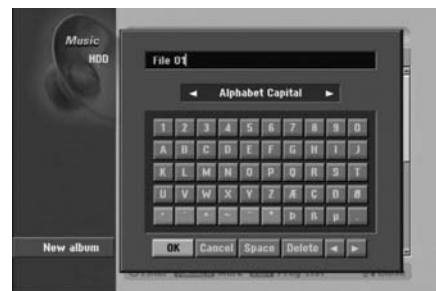 Music
HDD
File 01
◄ Alphabet Capital ►
1 2 3 4 5 6 7 8 9 0
A B C D E F G H I J
K L M N O P Q R S T
U V W X Y Z Æ Ç
Þ ß µ .
New album
OK Cancel Space Delete ◄ ►